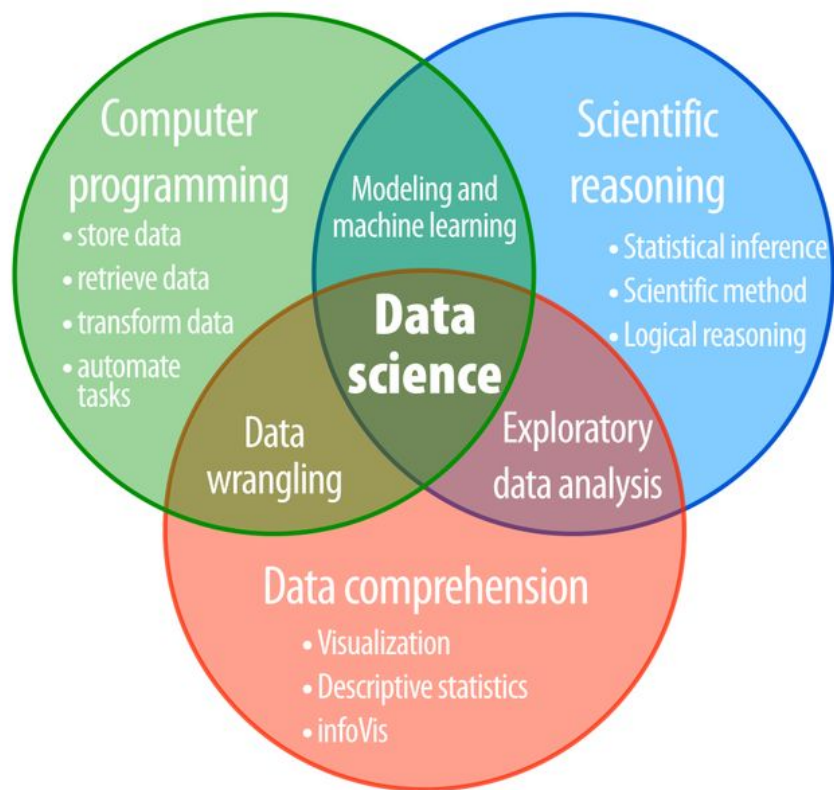 Computer
programming
• store data
• retrieve data
• transform data
• automate
tasks
Modeling and
machine learning
Scientific
reasoning
• Statistical inference
• Scientific method
• Logical reasoning
Data
science
Data
wrangling
Exploratory
data analysis
Data comprehension
• Visualization
• Descriptive statistics
• infoVis